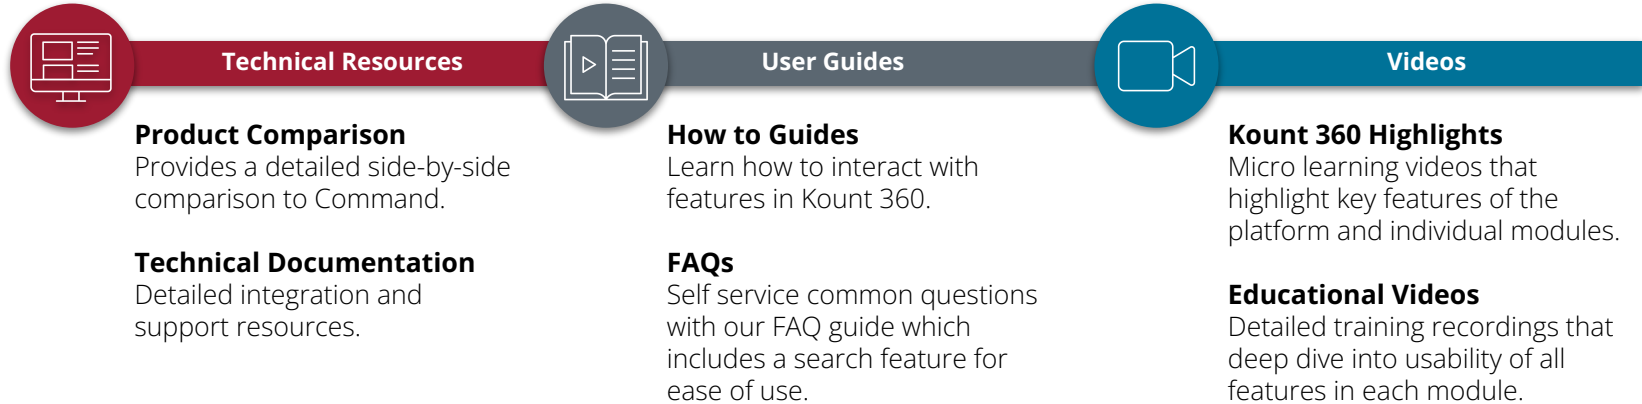 Technical Resources
Product Comparison
Provides a detailed side-by-side
comparison to Command.
Technical Documentation
Detailed integration and
support resources.
User Guides
How to Guides
Learn how to interact with
features in Kount 360.
FAQs
Self service common questions
with our FAQ guide which
includes a search feature for
ease of use.
Videos
Kount 360 Highlights
Micro learning videos that
highlight key features of the
platform and individual modules.
Educational Videos
Detailed training recordings that
deep dive into usability of all
features in each module.